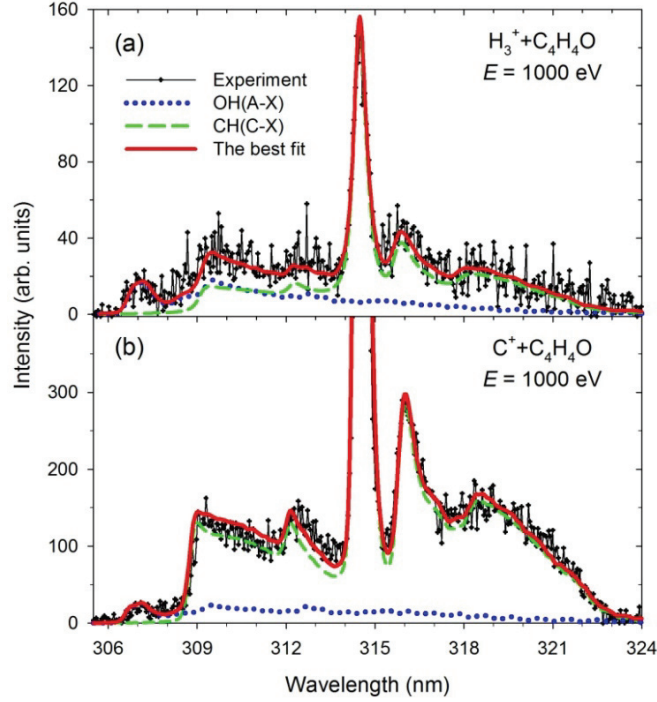 160
120
80
40
0
(a)
H₃⁺+C₄H₄O
E = 1000 eV
Experiment
OH(A-X)
CH(C-X)
The best fit
Intensity (arb. units)
300
200
100
0
(b)
C⁺+C₄H₄O
E = 1000 eV
306 309 312 315 318 321 324
Wavelength (nm)